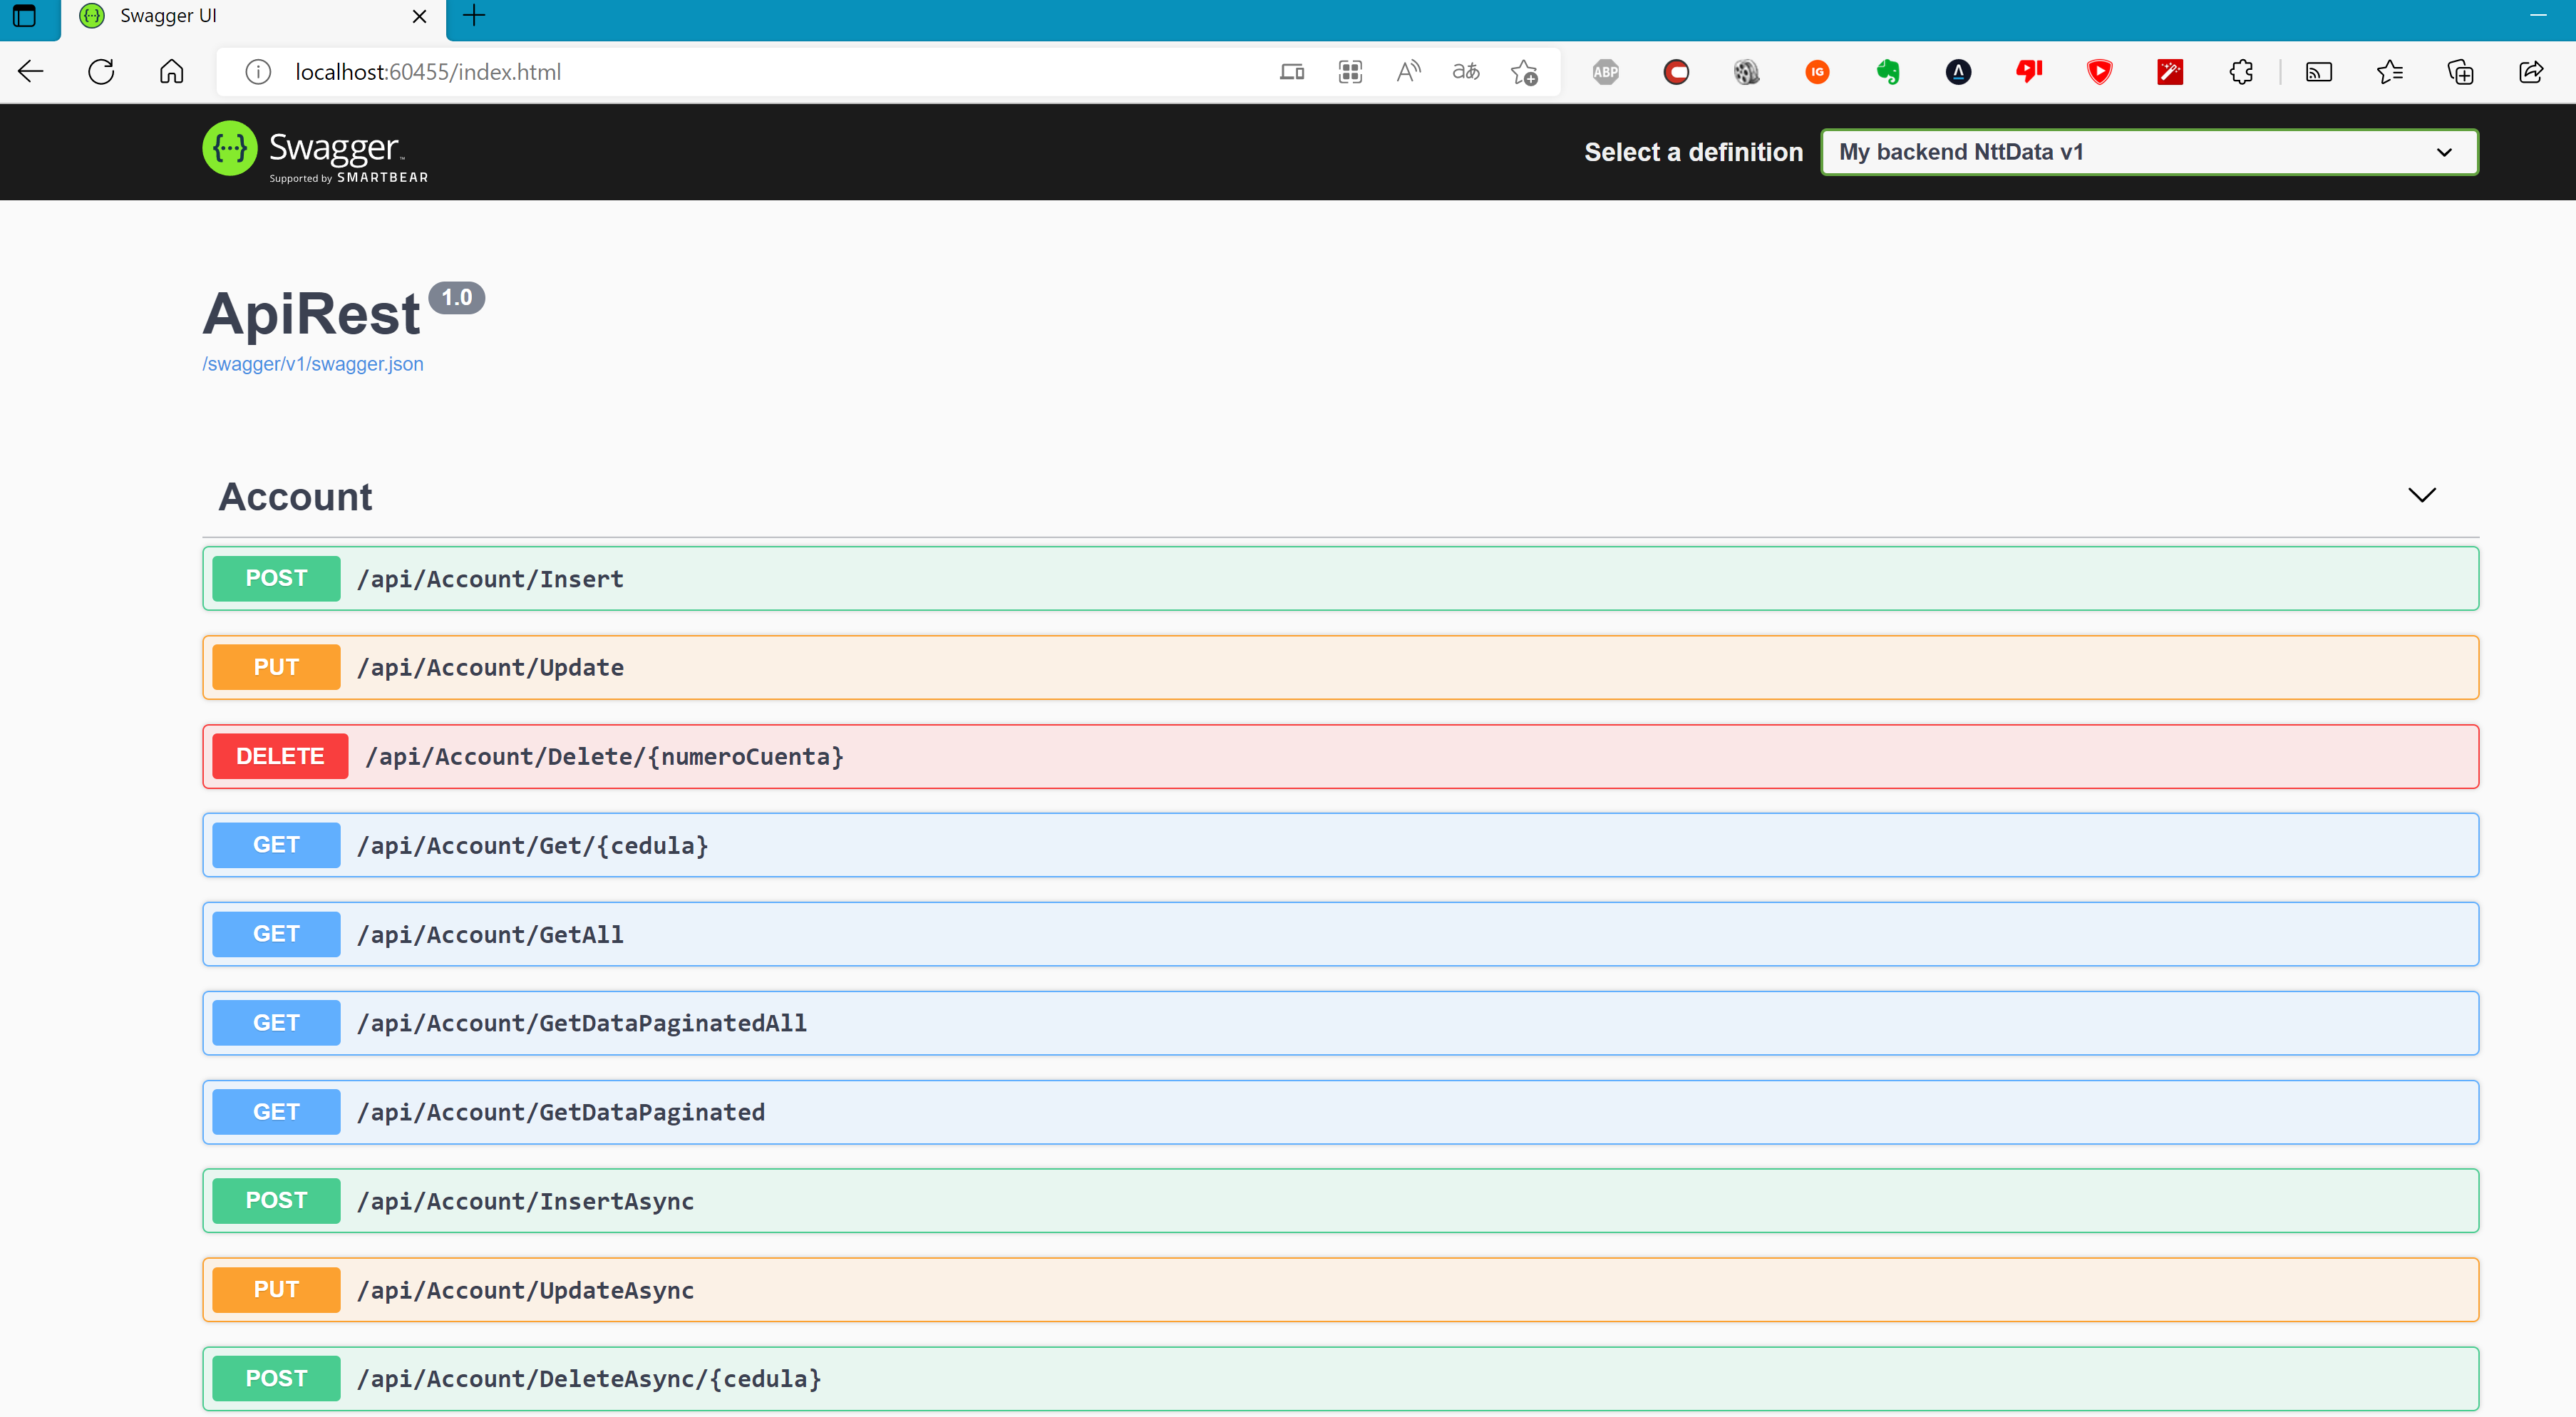 Swagger UI
localhost:60455/index.html
aあ
ABP
IG
{···} Swagger™
Supported by SMARTBEAR
Select a definition
My backend NttData v1
ApiRest 1.0
/swagger/v1/swagger.json
Account
POST /api/Account/Insert
PUT /api/Account/Update
DELETE /api/Account/Delete/{numeroCuenta}
GET /api/Account/Get/{cedula}
GET /api/Account/GetAll
GET /api/Account/GetDataPaginatedAll
GET /api/Account/GetDataPaginated
POST /api/Account/InsertAsync
PUT /api/Account/UpdateAsync
POST /api/Account/DeleteAsync/{cedula}